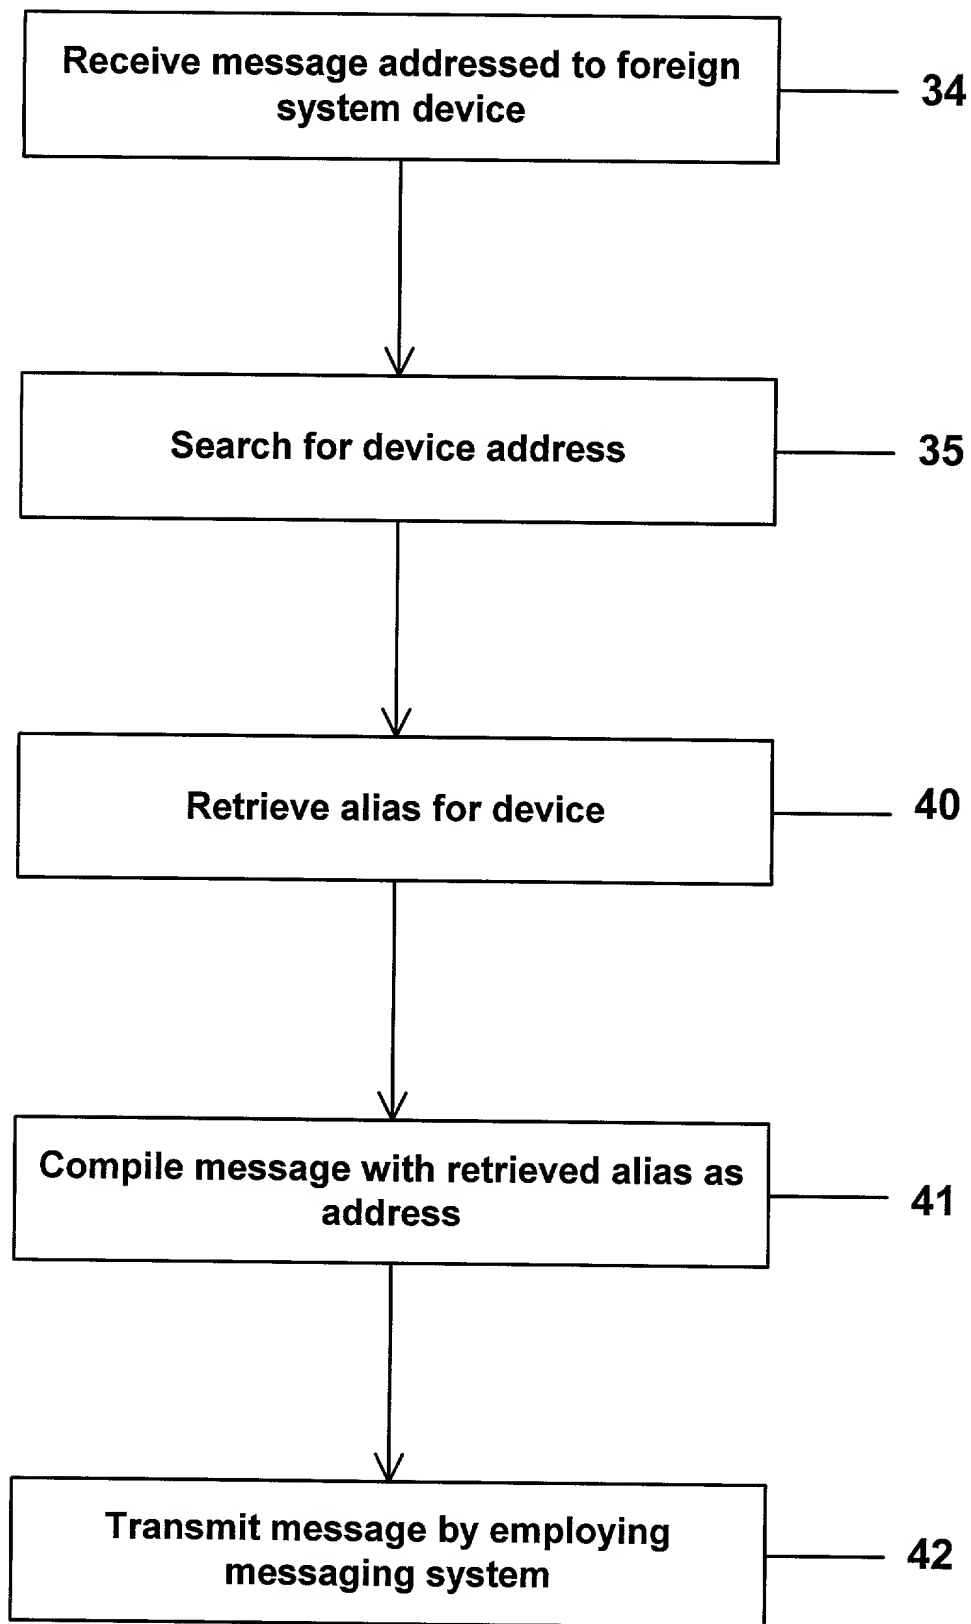 Receive message addressed to foreign
system device
34
Search for device address
35
Retrieve alias for device
40
Compile message with retrieved alias as
address
41
Transmit message by employing
messaging system
42